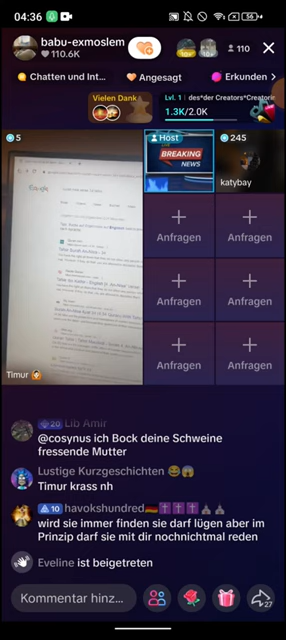 04:36
56
babu-exmoslem
110.6K
110
Chatten und Int...
Angesagt
Erkunden
Vielen Dank
Lvl. 1 | des*der Creators*Creatorin
1.3K/2.0K
5
Host
BREAKING
NEWS
245
katybay
Anfragen
Anfragen
Anfragen
Anfragen
Anfragen
Anfragen
Timur
20 Lib Amir
@cosynus ich Bock deine Schweine
fressende Mutter
Lustige Kurzgeschichten
Timur krass nh
10 havokshundred
wird sie immer finden sie darf lügen aber im
Prinzip darf sie mit dir nochnichtmal reden
Eveline ist beigetreten
Kommentar hinz...
27